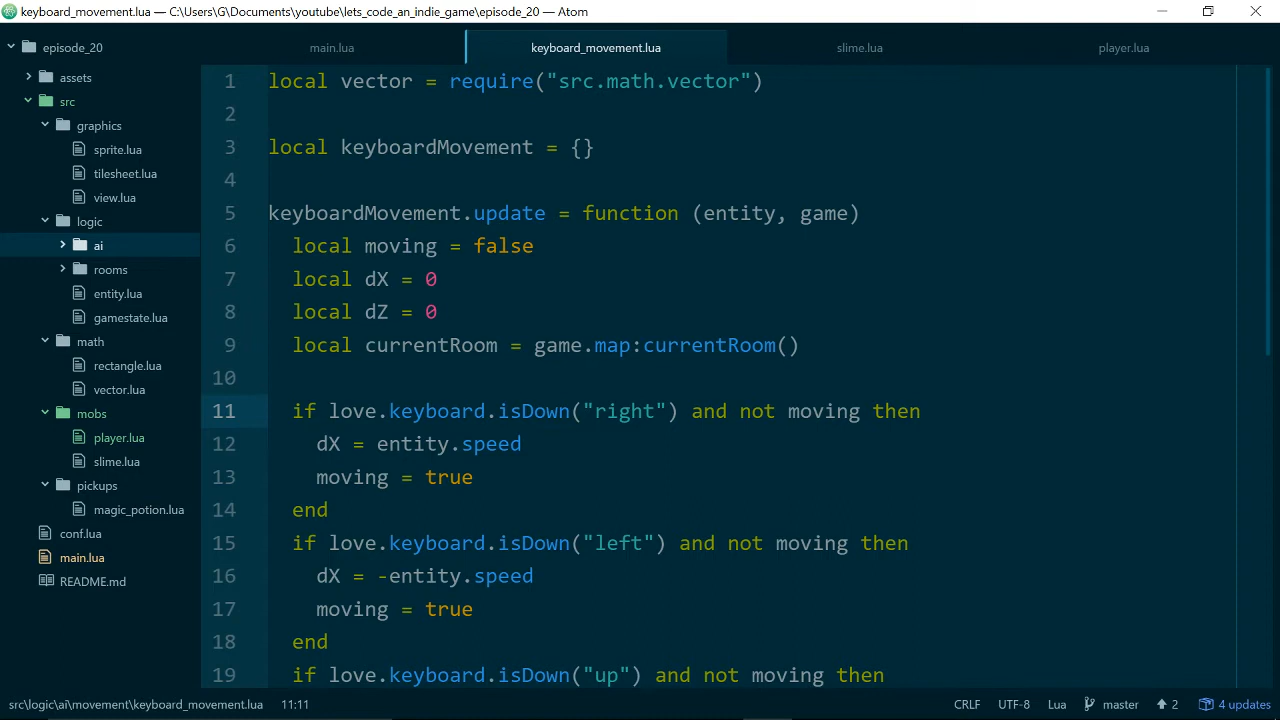 keyboard_movement.lua — C:\Users\G\Documents\youtube\lets_code_an_indie_game\episode_20 — Atom
episode_20
assets
src
graphics
sprite.lua
tilesheet.lua
view.lua
logic
ai
rooms
entity.lua
gamestate.lua
math
rectangle.lua
vector.lua
mobs
player.lua
slime.lua
pickups
magic_potion.lua
conf.lua
main.lua
README.md
main.lua keyboard_movement.lua slime.lua player.lua
1 local vector = require("src.math.vector")
2
3 local keyboardMovement = {}
4
5 keyboardMovement.update = function (entity, game)
6 local moving = false
7 local dX = 0
8 local dZ = 0
9 local currentRoom = game.map:currentRoom()
10
11 if love.keyboard.isDown("right") and not moving then
12 dX = entity.speed
13 moving = true
14 end
15 if love.keyboard.isDown("left") and not moving then
16 dX = -entity.speed
17 moving = true
18 end
19 if love.keyboard.isDown("up") and not moving then
src\logic\ai\movement\keyboard_movement.lua 11:11 CRLF UTF-8 Lua master 2 4 updates